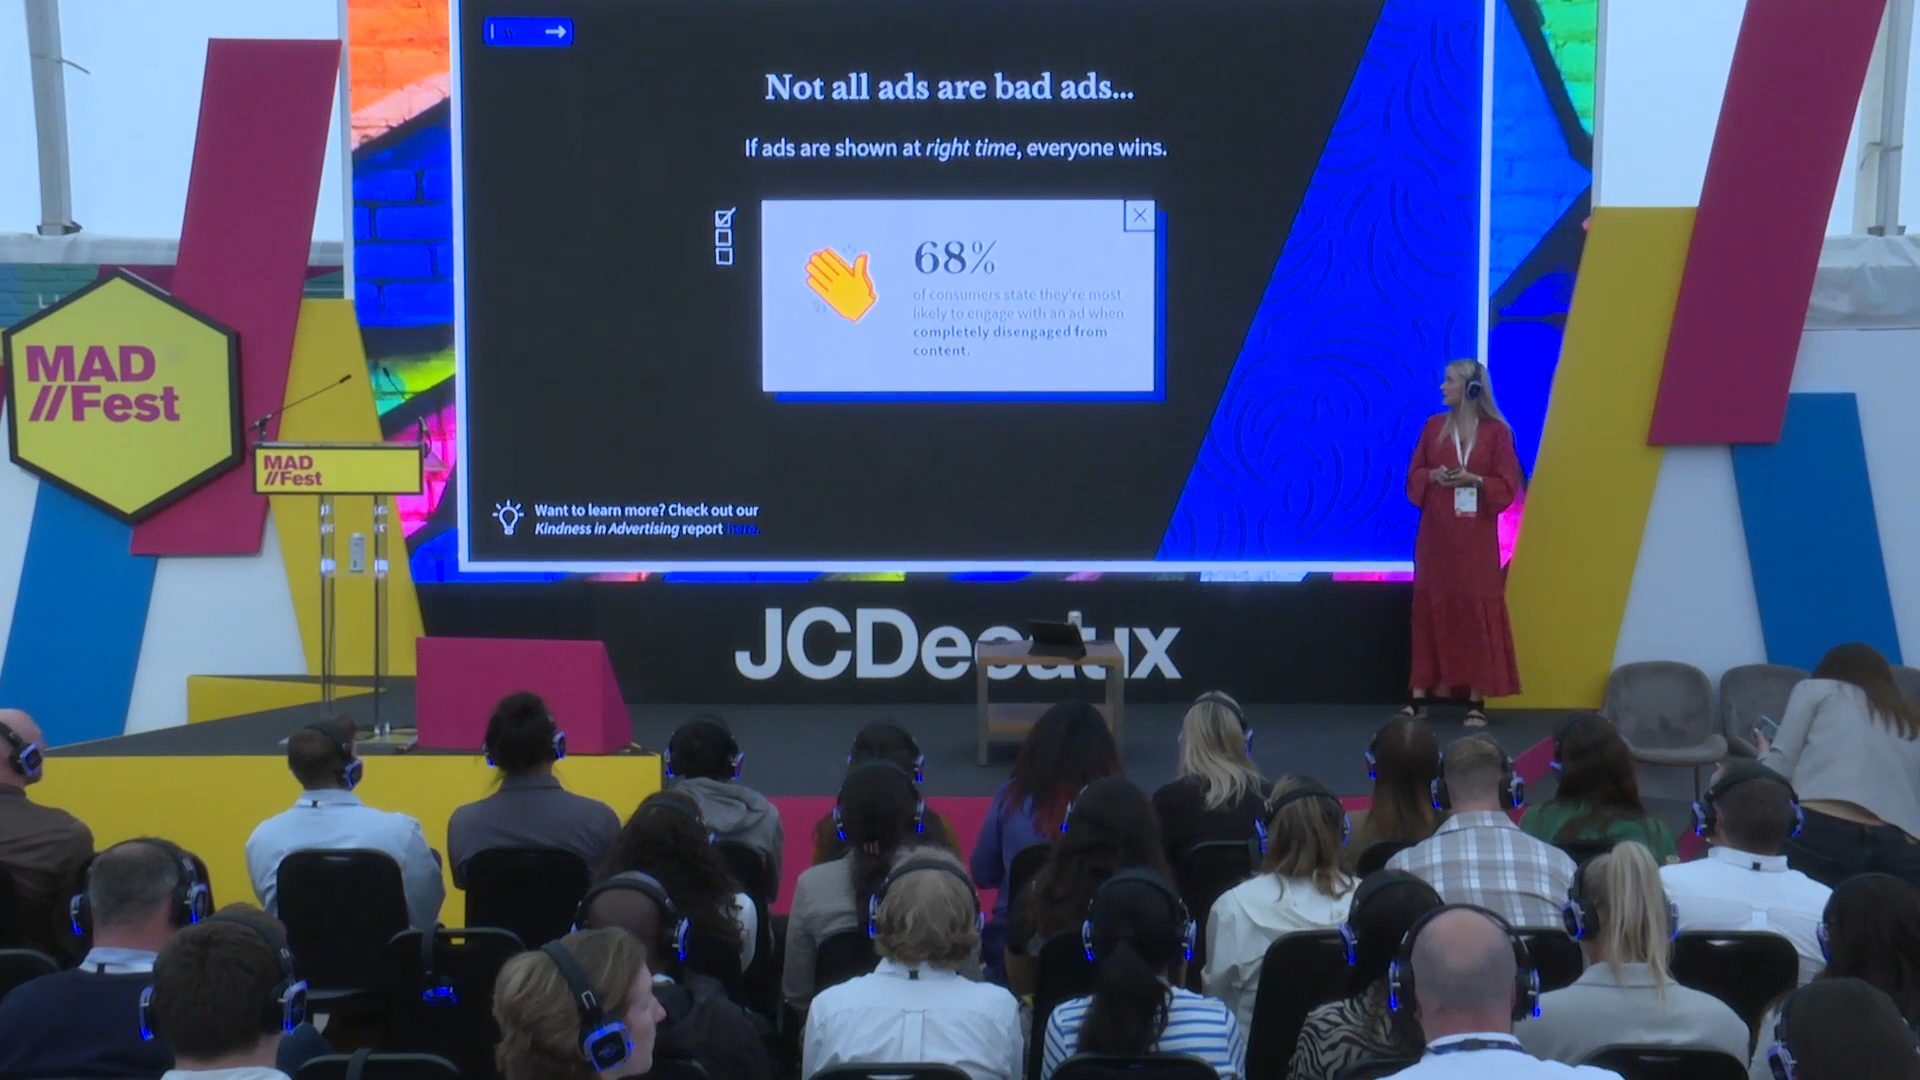 Not all ads are bad ads...
If ads are shown at right time, everyone wins.
68%
of consumers state they're most
likely to engage with an ad when
completely disengaged from
content.
Want to learn more? Check out our
Kindness in Advertising report here.
MAD
//Fest
MAD
//Fest
JCDecaux